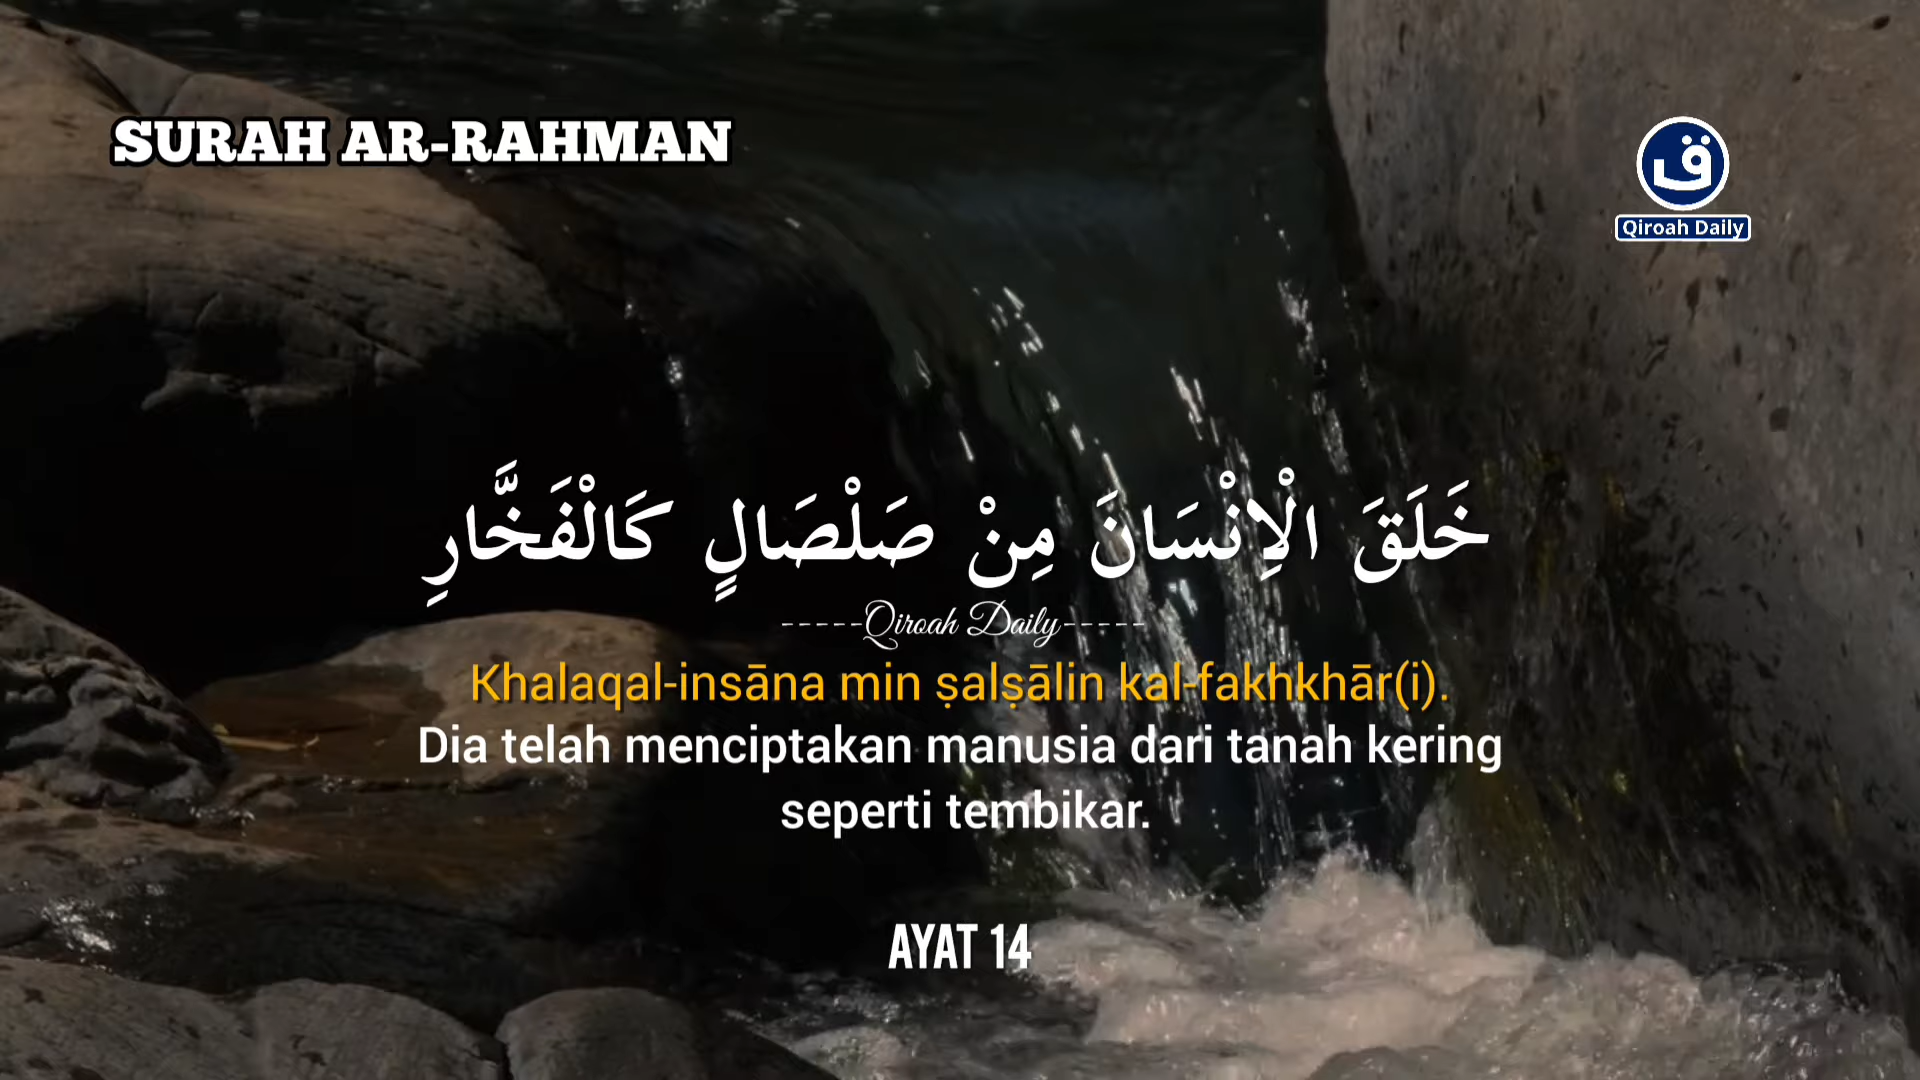 SURAH AR-RAHMAN
ق
Qiroah Daily
خَلَقَ الْاِنْسَانَ مِنْ صَلْصَالٍ كَالْفَخَّارِ
-----Qiroah Daily-----
Khalaqal-insāna min ṣalṣālin kal-fakhkhār(i).
Dia telah menciptakan manusia dari tanah kering
seperti tembikar.
AYAT 14